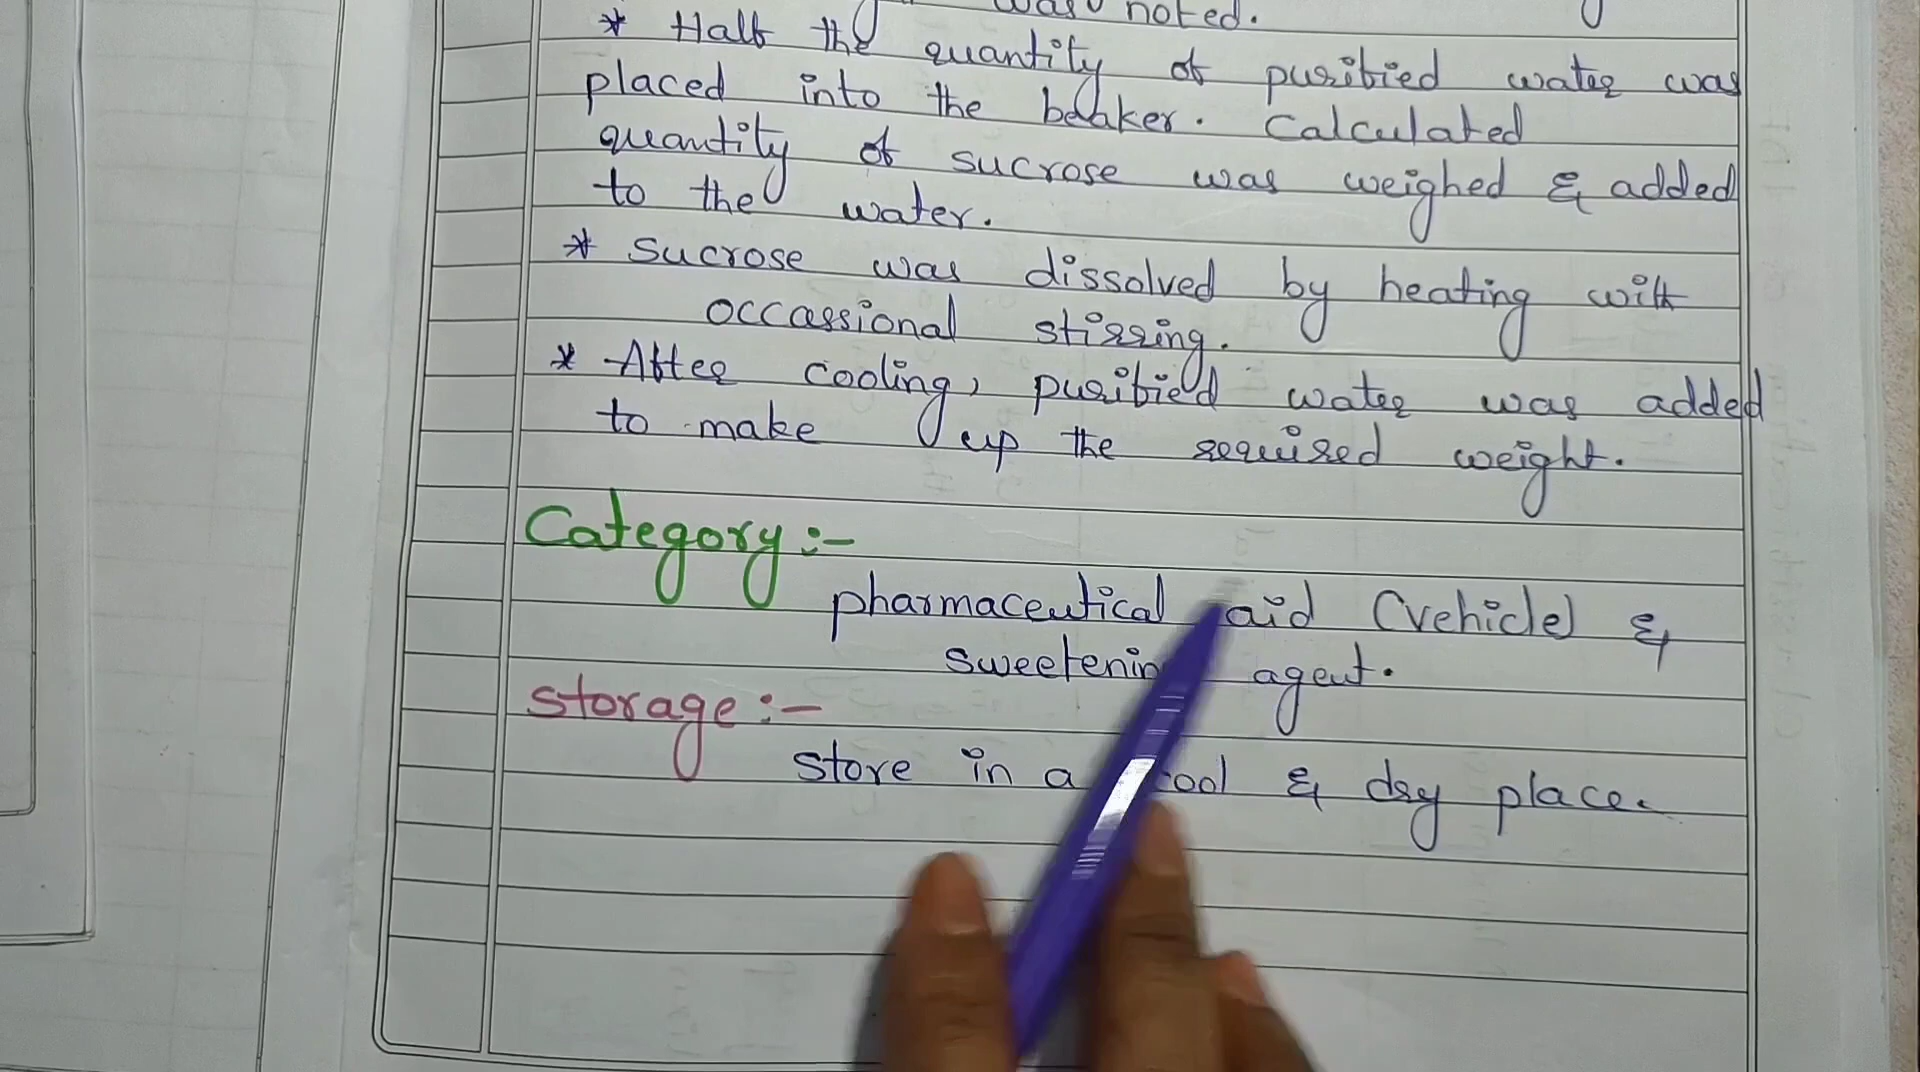 was noted.
* Half the quantity of purified water was
placed into the beaker. Calculated
quantity of sucrose was weighed & added
to the water.
* Sucrose was dissolved by heating with
occassional stirring.
* After cooling, purified water was added
to make up the required weight.
Category:-
pharmaceutical aid (vehicle) &
sweetening agent.
Storage:-
store in a cool & dry place.